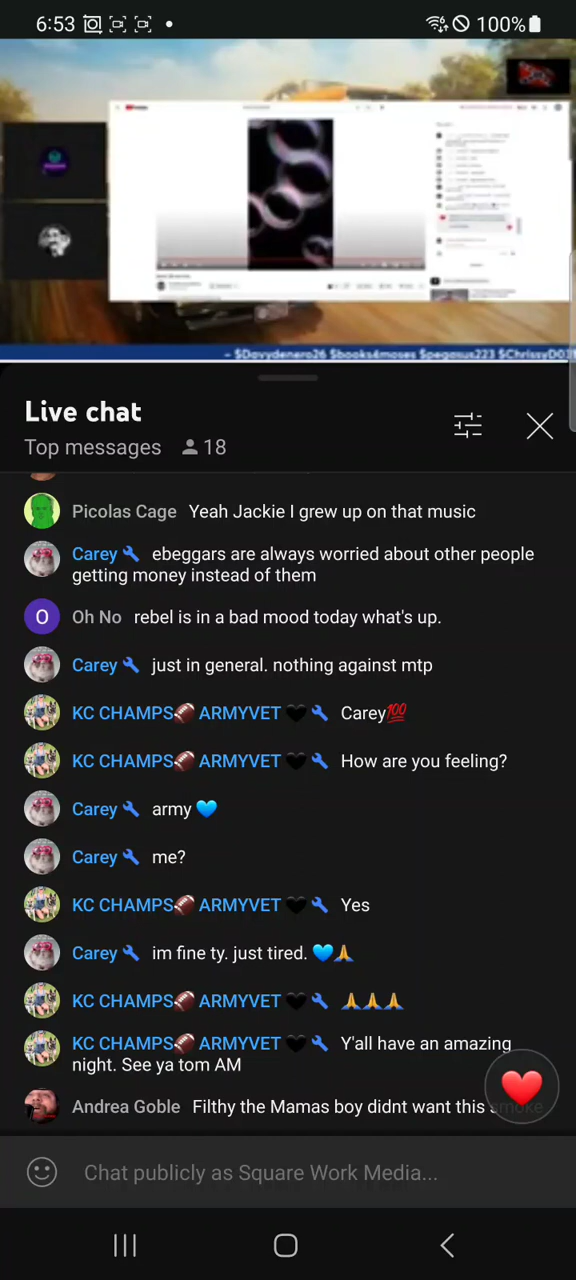 6:53
100%
- $Davydenero26 $books4moses $pegasus223 $ChrissyD03
Live chat
Top messages 18
Picolas Cage Yeah Jackie I grew up on that music
Carey🔧 ebeggars are always worried about other people
getting money instead of them
O
Oh No rebel is in a bad mood today what's up.
Carey🔧 just in general. nothing against mtp
KC CHAMPS🏈 ARMYVET🖤🔧 Carey💯
KC CHAMPS🏈 ARMYVET🖤🔧 How are you feeling?
Carey🔧 army 💙
Carey🔧 me?
KC CHAMPS🏈 ARMYVET🖤🔧 Yes
Carey🔧 im fine ty. just tired. 💙🙏
KC CHAMPS🏈 ARMYVET🖤🔧 🙏🙏🙏
KC CHAMPS🏈 ARMYVET🖤🔧 Y'all have an amazing
night. See ya tom AM
Andrea Goble Filthy the Mamas boy didnt want this smoke
Chat publicly as Square Work Media...